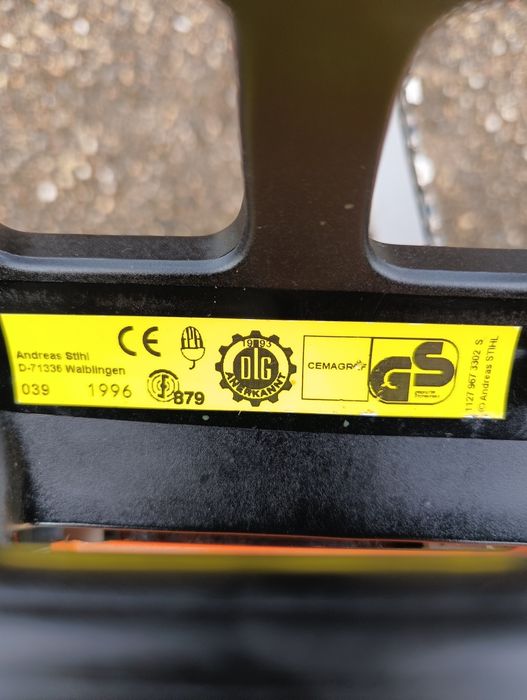 Andreas Stihl
D-71336 Waiblingen
039 1996
CE
879
1993
DLG
ANERKANNT
CEMAGREF
GS
1127 967 3302 S
Andreas STIHL